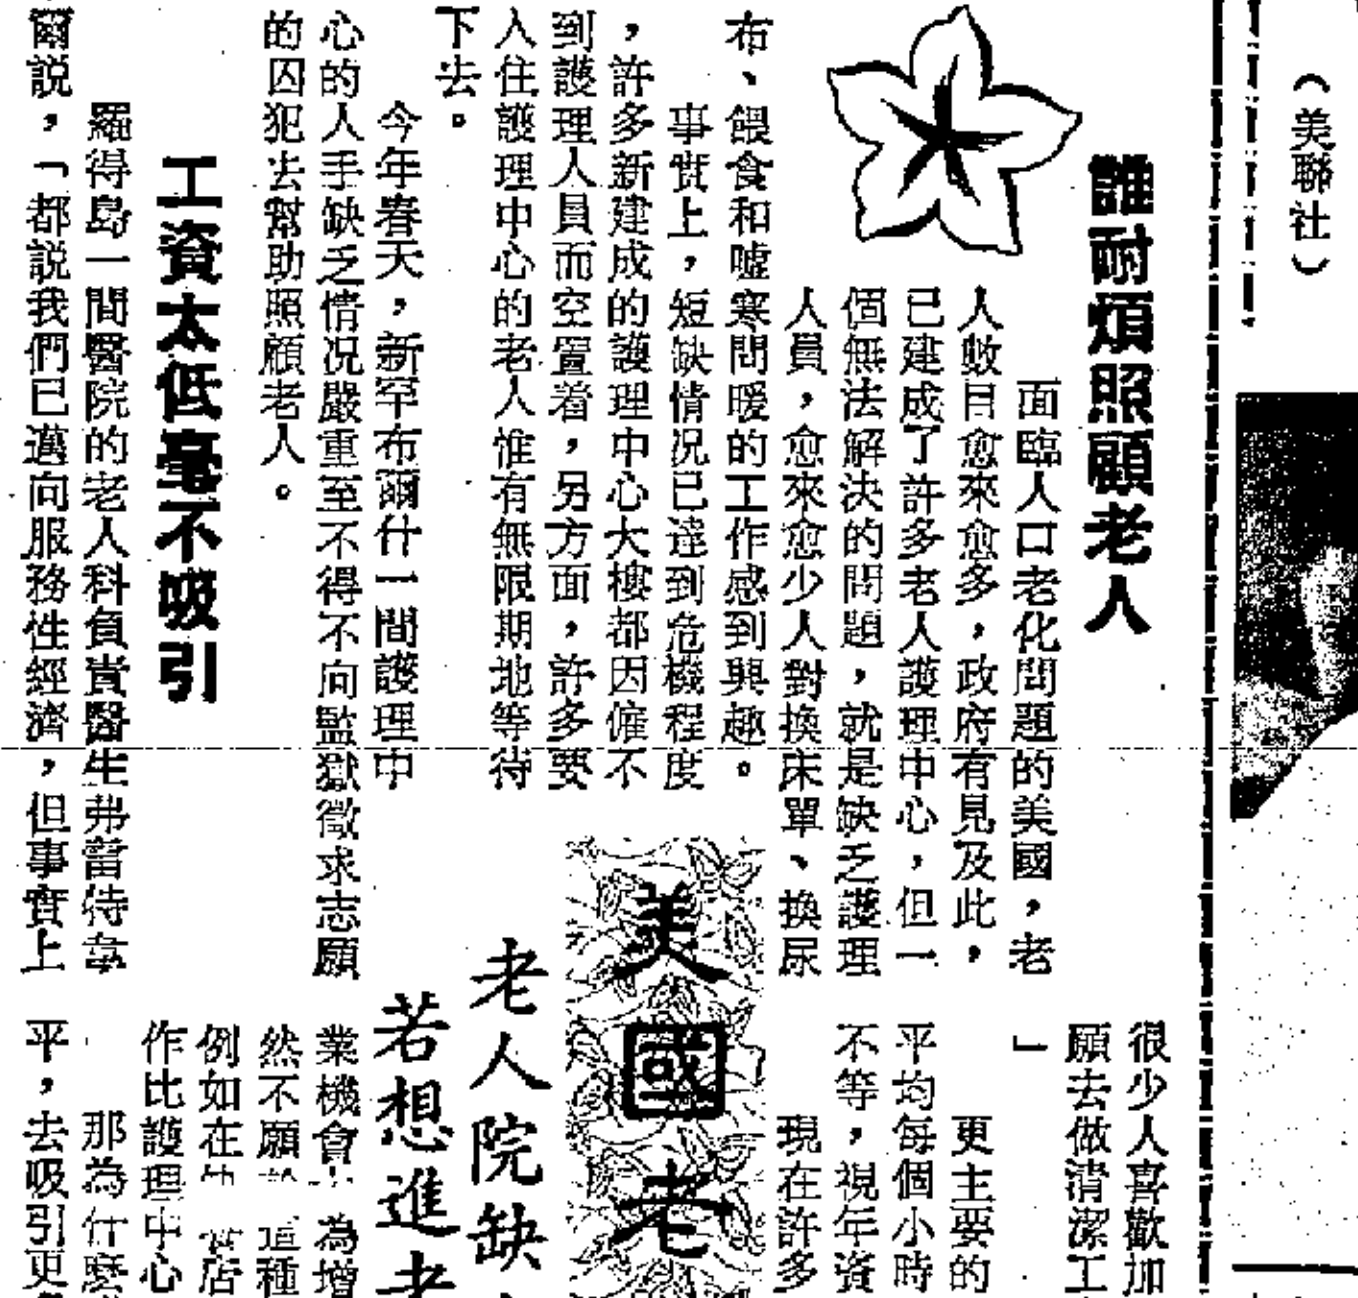 （美聯社）
誰耐煩照顧老人
面臨人口老化問題的美國，老
人數目愈來愈多，政府有見及此，
已建成了許多老人護理中心，但一
個無法解決的問題，就是缺乏護理
人員，愈來愈少人對換床單、換尿
布、餵食和噓寒問暖的工作感到興趣。
事實上，短缺情況已達到危機程度
，許多新建成的護理中心大樓都因僱不
到護理人員而空置着，另方面，許多要
入住護理中心的老人惟有無限期地等待
下去。
今年春天，新罕布爾什一間護理中
心的人手缺乏情況嚴重至不得不向監獄徵求志願
的囚犯去幫助照顧老人。
工資太低毫不吸引
羅得島一間醫院的老人科負責醫生弗當特韋
爾説，「都説我們已邁向服務性經濟，但事實上
很少人喜歡加
願去做清潔工
」
更主要的
平均每個小時
不等，視年資
現在許多
美國老
老人院缺
若想進老
業機會 為增
然不願 這種
例如在 店
作比護理中心
那為什麽
平，去吸引更